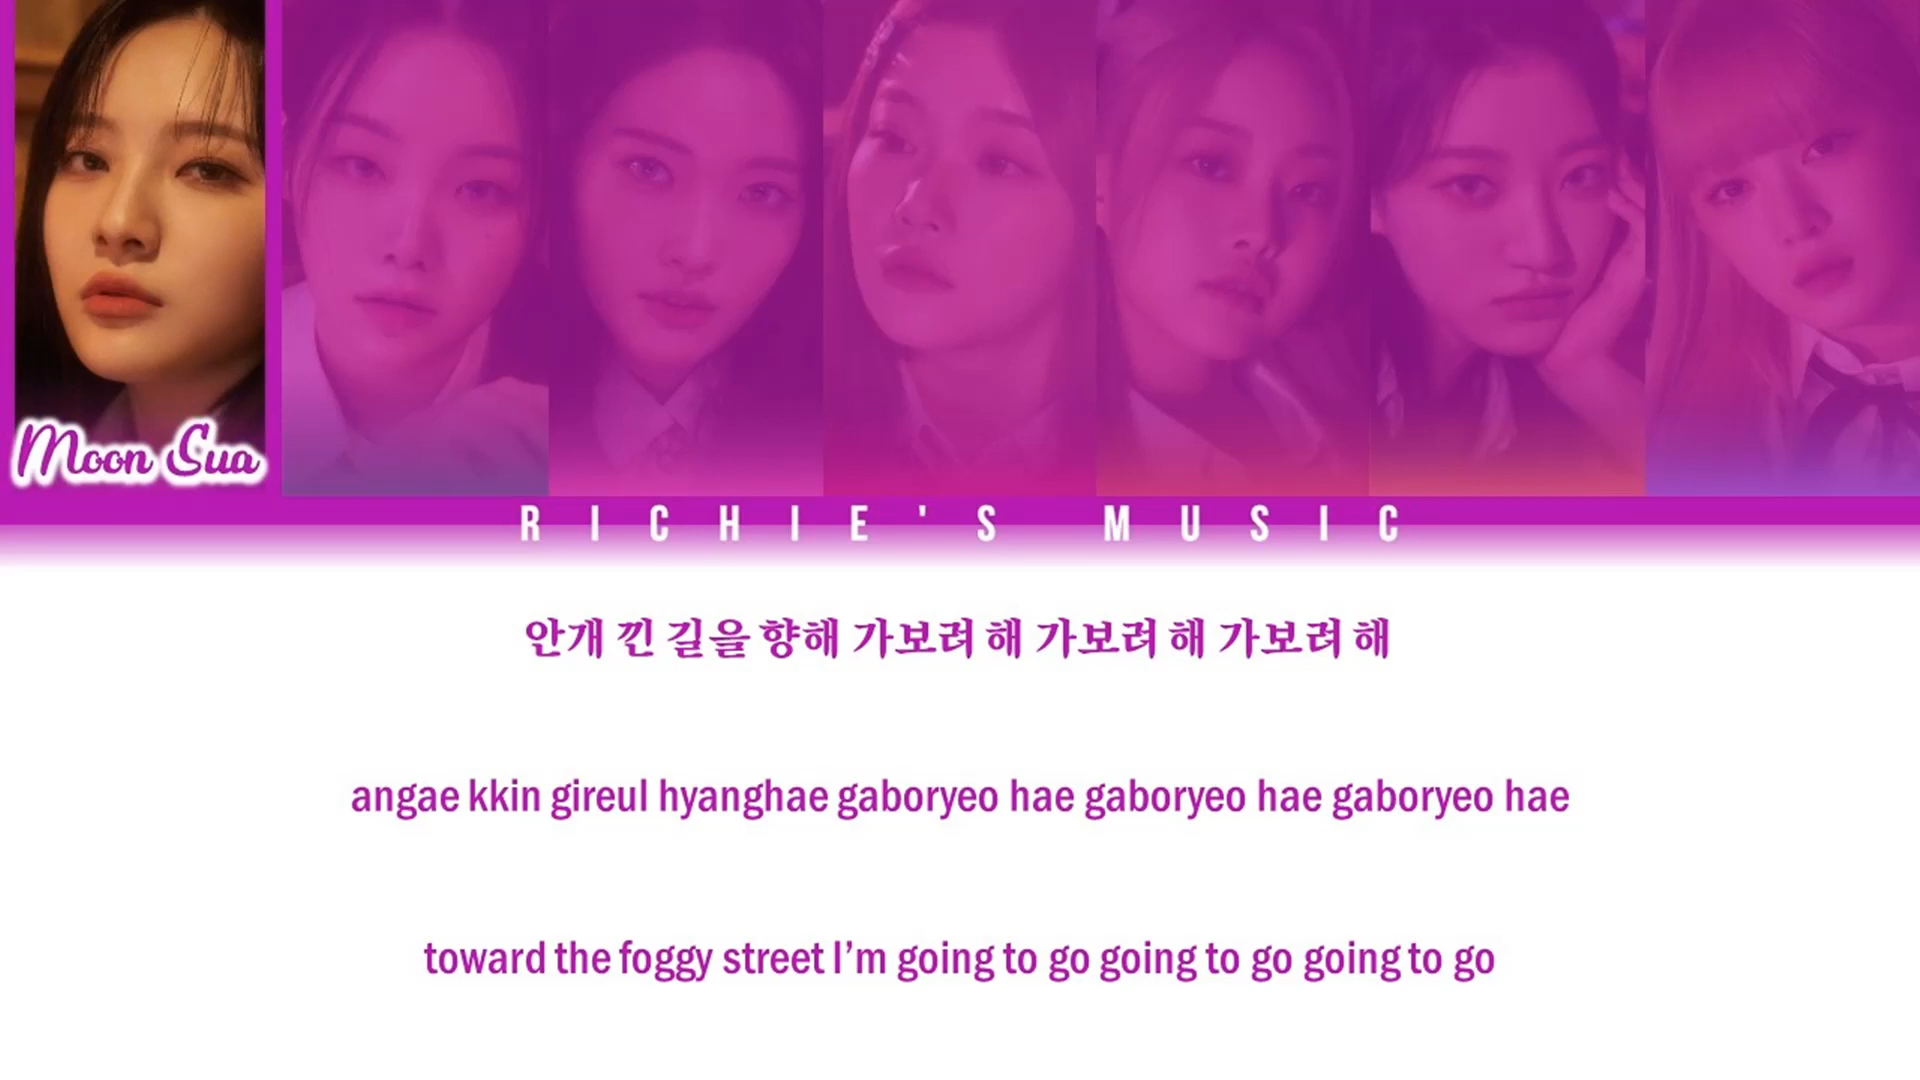 Moon Sua
RICHIE'S MUSIC
안개 낀 길을 향해 가보려 해 가보려 해 가보려 해
angae kkin gireul hyanghae gaboryeo hae gaboryeo hae gaboryeo hae
toward the foggy street I’m going to go going to go going to go